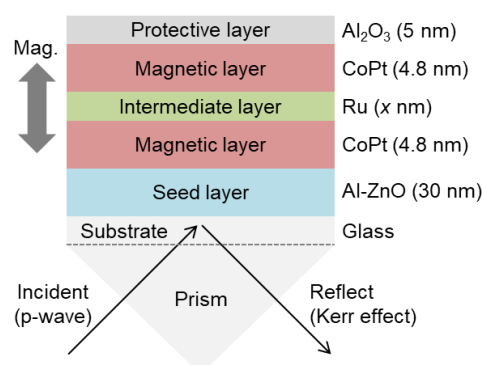 Mag.
Protective layer Al₂O₃ (5 nm)
Magnetic layer CoPt (4.8 nm)
Intermediate layer Ru (x nm)
Magnetic layer CoPt (4.8 nm)
Seed layer Al-ZnO (30 nm)
Substrate Glass
Incident
(p-wave)
Prism
Reflect
(Kerr effect)